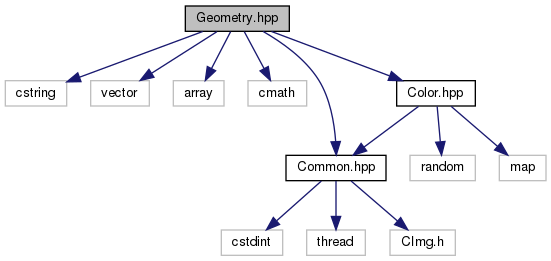 Geometry.hpp
cstring
vector
array
cmath
Color.hpp
Common.hpp
random
map
cstdint
thread
CImg.h